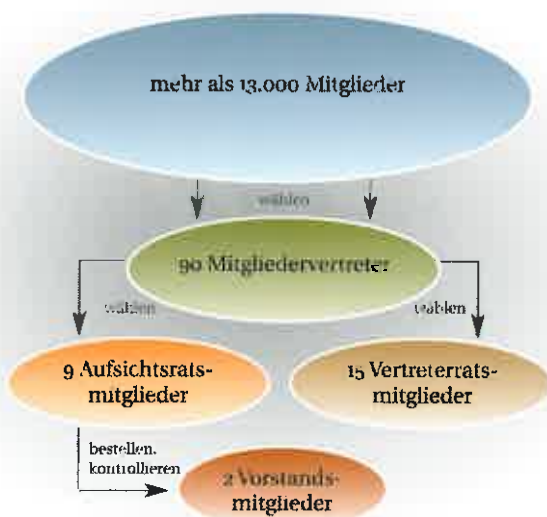 mehr als 13.000 Mitglieder
wählen
90 Mitgliedervertreter
wählen
wählen
9 Aufsichtsrats-
mitglieder
15 Vertreterrats-
mitglieder
bestellen,
kontrollieren
2 Vorstands-
mitglieder